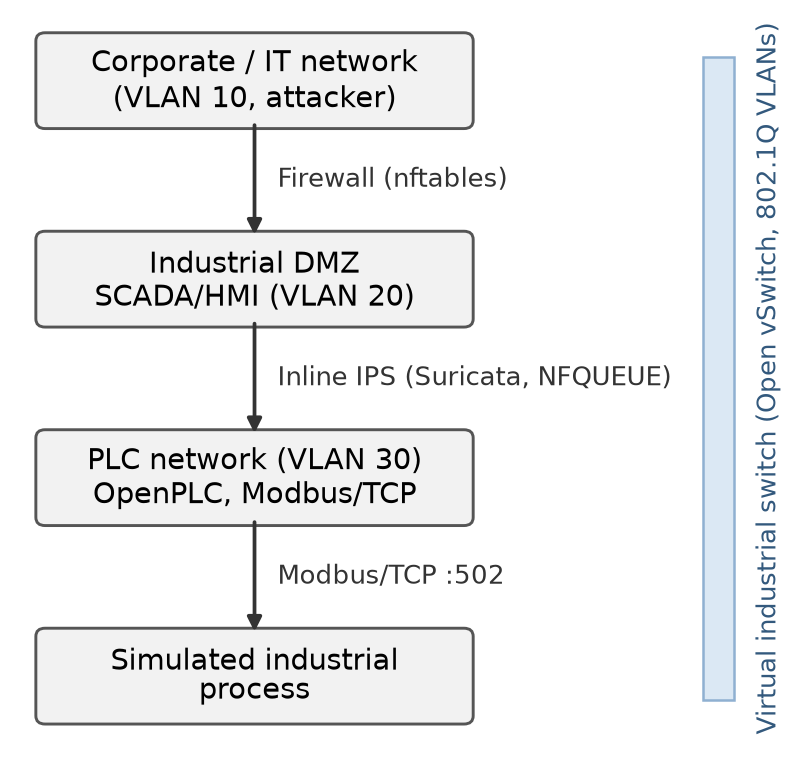 Corporate / IT network
(VLAN 10, attacker)
Firewall (nftables)
Industrial DMZ
SCADA/HMI (VLAN 20)
Inline IPS (Suricata, NFQUEUE)
PLC network (VLAN 30)
OpenPLC, Modbus/TCP
Modbus/TCP :502
Simulated industrial
process
Virtual industrial switch (Open vSwitch, 802.1Q VLANs)